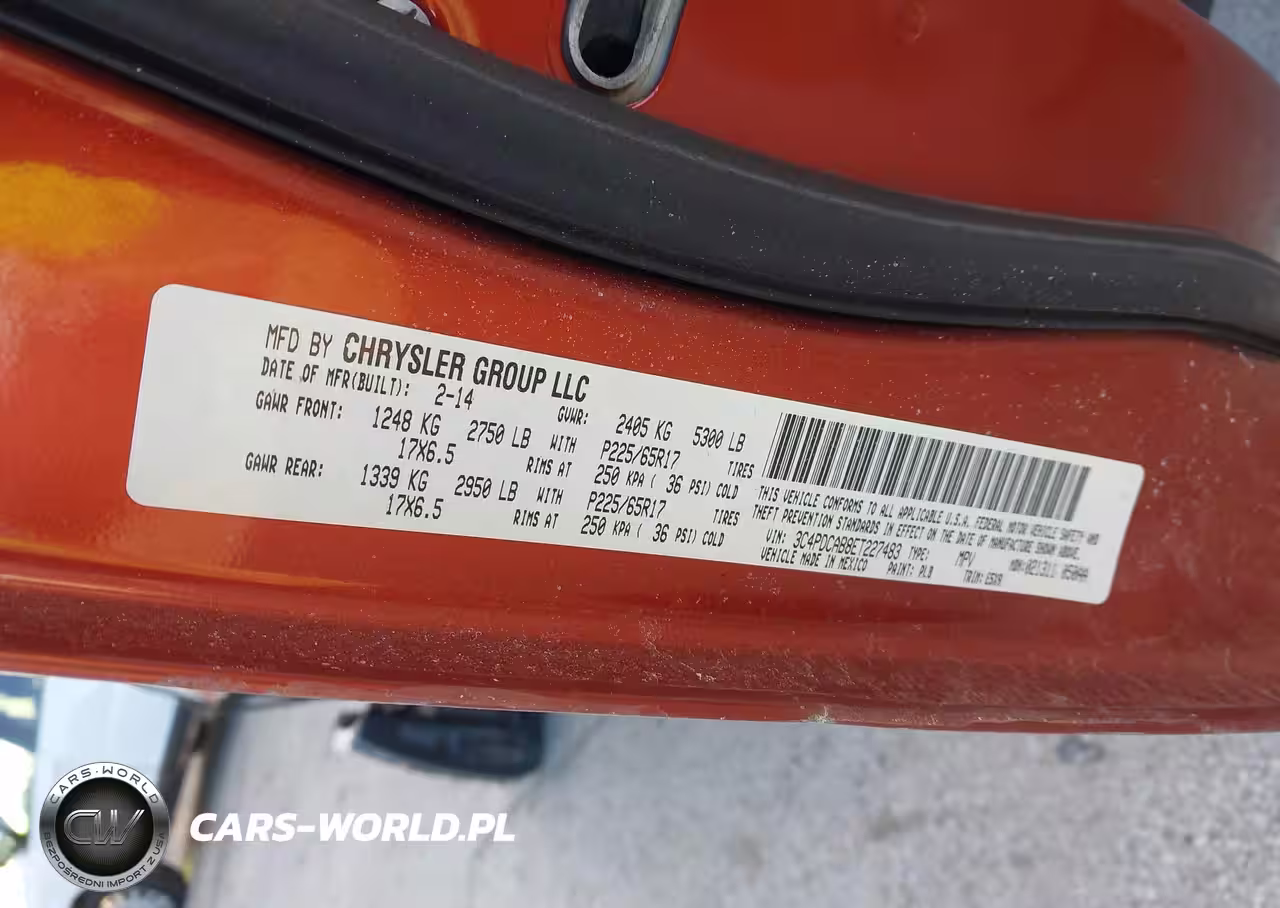 MFD BY CHRYSLER GROUP LLC
DATE OF MFR(BUILT): 2-14 GVWR: 2405 KG 5300 LB
GAWR FRONT: 1248 KG 2750 LB WITH P225/65R17 TIRES
17X6.5 RIMS AT 250 KPA ( 36 PSI) COLD
GAWR REAR: 1339 KG 2950 LB WITH P225/65R17 TIRES
17X6.5 RIMS AT 250 KPA ( 36 PSI) COLD
THIS VEHICLE CONFORMS TO ALL APPLICABLE U.S.A. FEDERAL MOTOR VEHICLE SAFETY AND
THEFT PREVENTION STANDARDS IN EFFECT ON THE DATE OF MANUFACTURE SHOWN ABOVE.
VIN: 3C4PDCAB8ET227483 TYPE: MPV
VEHICLE MADE IN MEXICO PAINT: PLB
CARS-WORLD
CW
BEZPOŚREDNI IMPORT Z USA
CARS-WORLD.PL